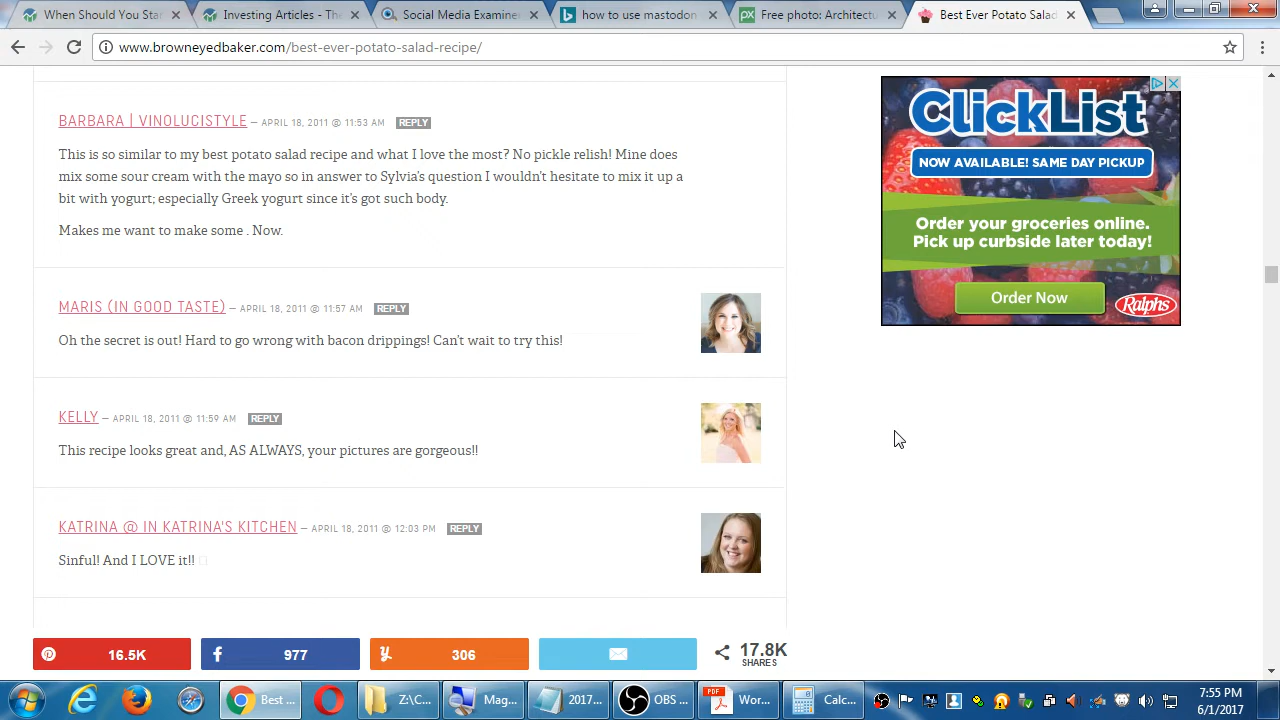 When Should You Star
Investing Articles - The
Social Media Examine
how to use mastodon
Free photo: Architectu
Best Ever Potato Salad
www.browneyedbaker.com/best-ever-potato-salad-recipe/
BARBARA | VINOLUCISTYLE — APRIL 18, 2011 @ 11:53 AM REPLY
This is so similar to my best potato salad recipe and what I love the most? No pickle relish! Mine does
mix some sour cream with the mayo so in answer to Sylvia's question I wouldn't hesitate to mix it up a
bit with yogurt; especially Greek yogurt since it's got such body.
Makes me want to make some . Now.
MARIS (IN GOOD TASTE) — APRIL 18, 2011 @ 11:57 AM REPLY
Oh the secret is out! Hard to go wrong with bacon drippings! Can't wait to try this!
KELLY — APRIL 18, 2011 @ 11:59 AM REPLY
This recipe looks great and, AS ALWAYS, your pictures are gorgeous!!
KATRINA @ IN KATRINA'S KITCHEN — APRIL 18, 2011 @ 12:03 PM REPLY
Sinful! And I LOVE it!!
ClickList
NOW AVAILABLE! SAME DAY PICKUP
Order your groceries online.
Pick up curbside later today!
Order Now
Ralphs
16.5K
977
306
17.8K
SHARES
Best ...
Z:\C...
Mag...
2017...
OBS ...
PDF
Wor...
Calc...
7:55 PM
6/1/2017